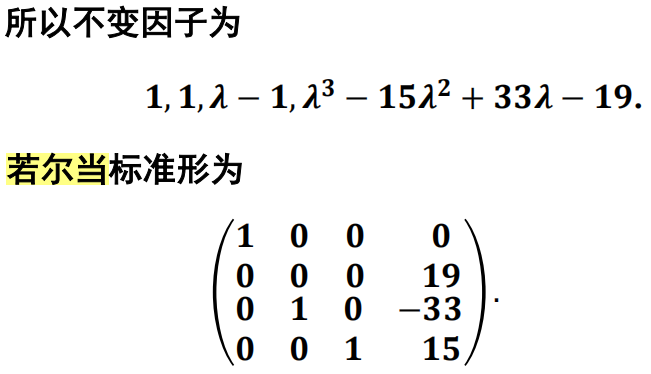 所以不变因子为
1, 1, λ − 1, λ³ − 15λ² + 33λ − 19.
若尔当标准形为
1 0 0 0
0 0 0 19
0 1 0 −33
0 0 1 15 .